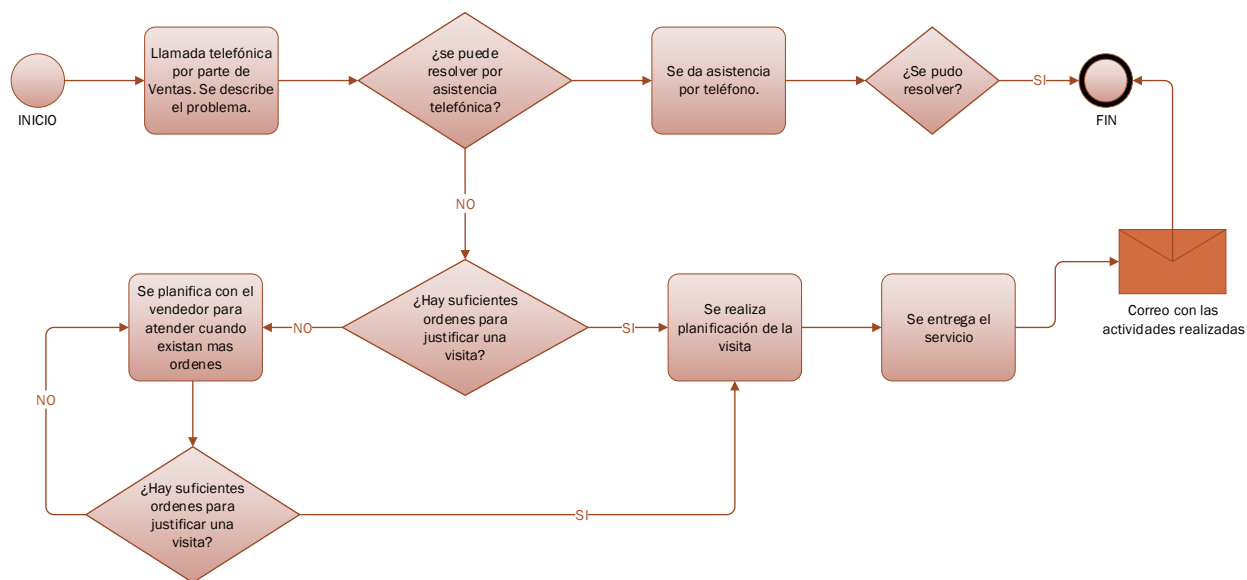 Llamada telefónica
por parte de
Ventas. Se describe
el problema.
¿se puede
resolver por
asistencia
telefónica?
Se da asistencia
por teléfono.
¿Se pudo
resolver?
SI
INICIO
FIN
NO
Se planifica con el
vendedor para
atender cuando
existan mas
ordenes
NO
¿Hay suficientes
ordenes para
justificar una
visita?
SI
Se realiza
planificación de la
visita
Se entrega el
servicio
Correo con las
actividades realizadas
NO
¿Hay suficientes
ordenes para
justificar una
visita?
SI